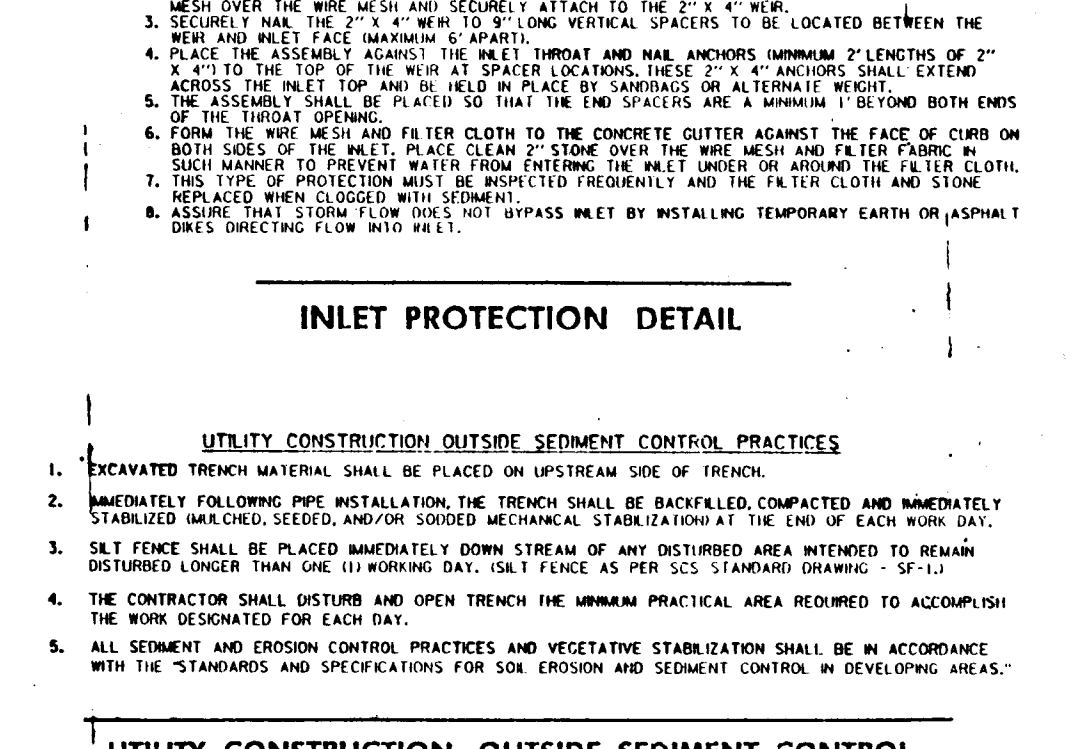 MESH OVER THE WIRE MESH AND SECURELY ATTACH TO THE 2" X 4" WEIR.
3. SECURELY NAIL THE 2" X 4" WEIR TO 9" LONG VERTICAL SPACERS TO BE LOCATED BETWEEN THE
WEIR AND INLET FACE (MAXIMUM 6' APART).
4. PLACE THE ASSEMBLY AGAINST THE INLET THROAT AND NAIL ANCHORS (MINIMUM 2' LENGTHS OF 2"
X 4") TO THE TOP OF THE WEIR AT SPACER LOCATIONS. THESE 2" X 4" ANCHORS SHALL EXTEND
ACROSS THE INLET TOP AND BE HELD IN PLACE BY SANDBAGS OR ALTERNATE WEIGHT.
5. THE ASSEMBLY SHALL BE PLACED SO THAT THE END SPACERS ARE A MINIMUM 1' BEYOND BOTH ENDS
OF THE THROAT OPENING.
6. FORM THE WIRE MESH AND FILTER CLOTH TO THE CONCRETE GUTTER AGAINST THE FACE OF CURB ON
BOTH SIDES OF THE INLET. PLACE CLEAN 2" STONE OVER THE WIRE MESH AND FILTER FABRIC IN
SUCH MANNER TO PREVENT WATER FROM ENTERING THE INLET UNDER OR AROUND THE FILTER CLOTH.
7. THIS TYPE OF PROTECTION MUST BE INSPECTED FREQUENTLY AND THE FILTER CLOTH AND STONE
REPLACED WHEN CLOGGED WITH SEDIMENT.
8. ASSURE THAT STORM FLOW DOES NOT BYPASS INLET BY INSTALLING TEMPORARY EARTH OR ASPHALT
DIKES DIRECTING FLOW INTO INLET.
INLET PROTECTION DETAIL
UTILITY CONSTRUCTION OUTSIDE SEDIMENT CONTROL PRACTICES
1. EXCAVATED TRENCH MATERIAL SHALL BE PLACED ON UPSTREAM SIDE OF TRENCH.
2. IMMEDIATELY FOLLOWING PIPE INSTALLATION, THE TRENCH SHALL BE BACKFILLED, COMPACTED AND IMMEDIATELY
STABILIZED (MULCHED, SEEDED, AND/OR SODDED MECHANICAL STABILIZATION) AT THE END OF EACH WORK DAY.
3. SILT FENCE SHALL BE PLACED IMMEDIATELY DOWN STREAM OF ANY DISTURBED AREA INTENDED TO REMAIN
DISTURBED LONGER THAN ONE (1) WORKING DAY. (SILT FENCE AS PER SCS STANDARD DRAWING - SF-1.)
4. THE CONTRACTOR SHALL DISTURB AND OPEN TRENCH THE MINIMUM PRACTICAL AREA REQUIRED TO ACCOMPLISH
THE WORK DESIGNATED FOR EACH DAY.
5. ALL SEDIMENT AND EROSION CONTROL PRACTICES AND VEGETATIVE STABILIZATION SHALL BE IN ACCORDANCE
WITH THE "STANDARDS AND SPECIFICATIONS FOR SOIL EROSION AND SEDIMENT CONTROL IN DEVELOPING AREAS."
UTILITY CONSTRUCTION OUTSIDE SEDIMENT CONTROL